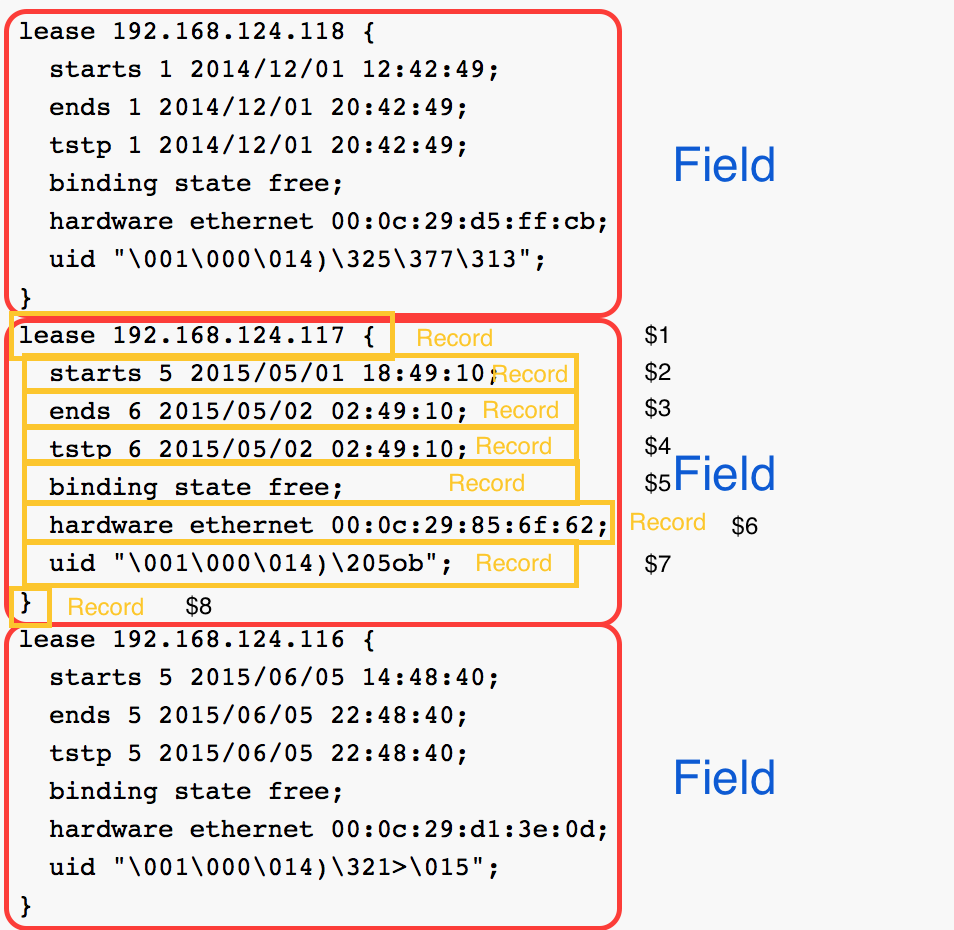 lease 192.168.124.118 {
starts 1 2014/12/01 12:42:49;
ends 1 2014/12/01 20:42:49;
tstp 1 2014/12/01 20:42:49;
binding state free;
Field
hardware ethernet 00:0c:29:d5:ff:cb;
uid "\001\000\014)\325\377\313";
}
lease 192.168.124.117 { Record $1
starts 5 2015/05/01 18:49:10; Record $2
ends 6 2015/05/02 02:49:10; Record $3
tstp 6 2015/05/02 02:49:10; Record $4
binding state free; Record $5 Field
hardware ethernet 00:0c:29:85:6f:62; Record $6
uid "\001\000\014)\205ob"; Record $7
} Record $8
lease 192.168.124.116 {
starts 5 2015/06/05 14:48:40;
ends 5 2015/06/05 22:48:40;
tstp 5 2015/06/05 22:48:40;
Field
binding state free;
hardware ethernet 00:0c:29:d1:3e:0d;
uid "\001\000\014)\321>\015";
}